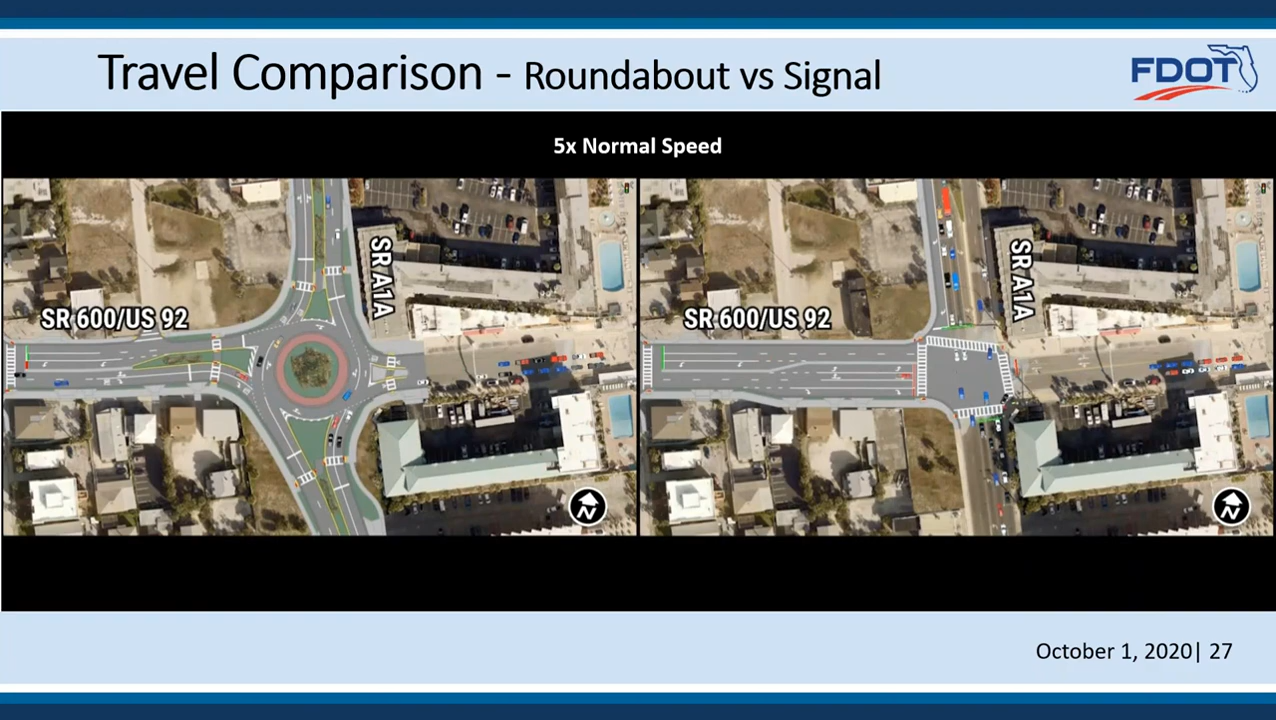 Travel Comparison - Roundabout vs Signal
FDOT
5x Normal Speed
SR 600/US 92
SR A1A
N
SR 600/US 92
SR A1A
N
October 1, 2020| 27